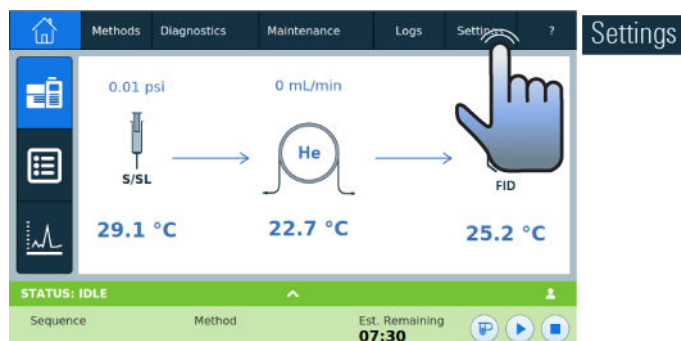 Methods Diagnostics Maintenance Logs Settings ?
Settings
0.01 psi 0 mL/min
He
S/SL
FID
29.1 °C 22.7 °C 25.2 °C
STATUS: IDLE
Sequence Method Est. Remaining
07:30